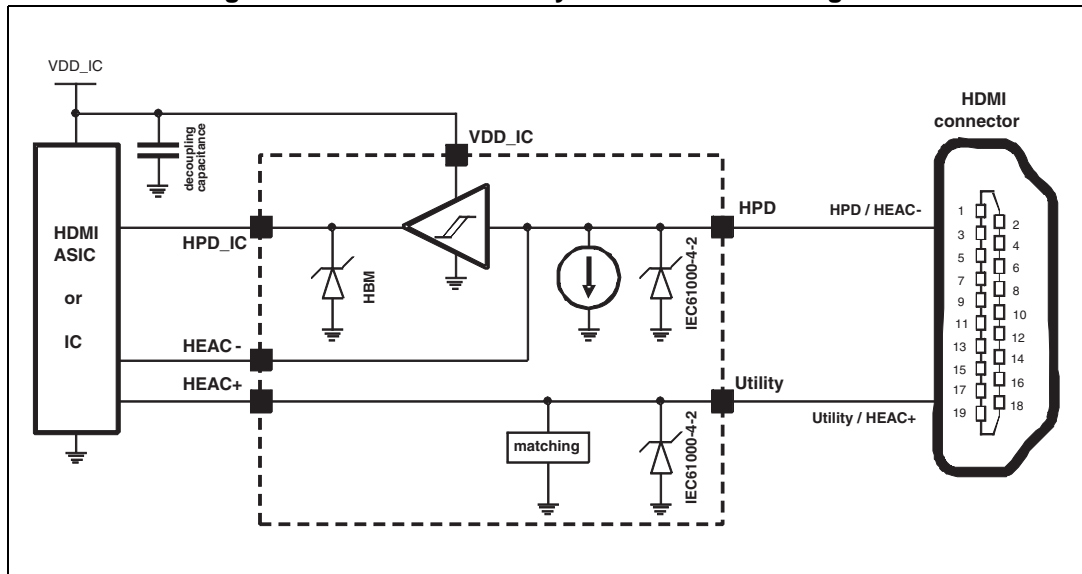 VDD_IC
decoupling
capacitance
VDD_IC
HDMI
connector
HDMI
ASIC
or
IC
HPD_IC
HBM
IEC61000-4-2
HPD
HPD / HEAC-
HEAC -
HEAC+
matching
IEC61000-4-2
Utility
Utility / HEAC+
1
2
3
4
5
6
7
8
9
10
11
12
13
14
15
16
17
18
19